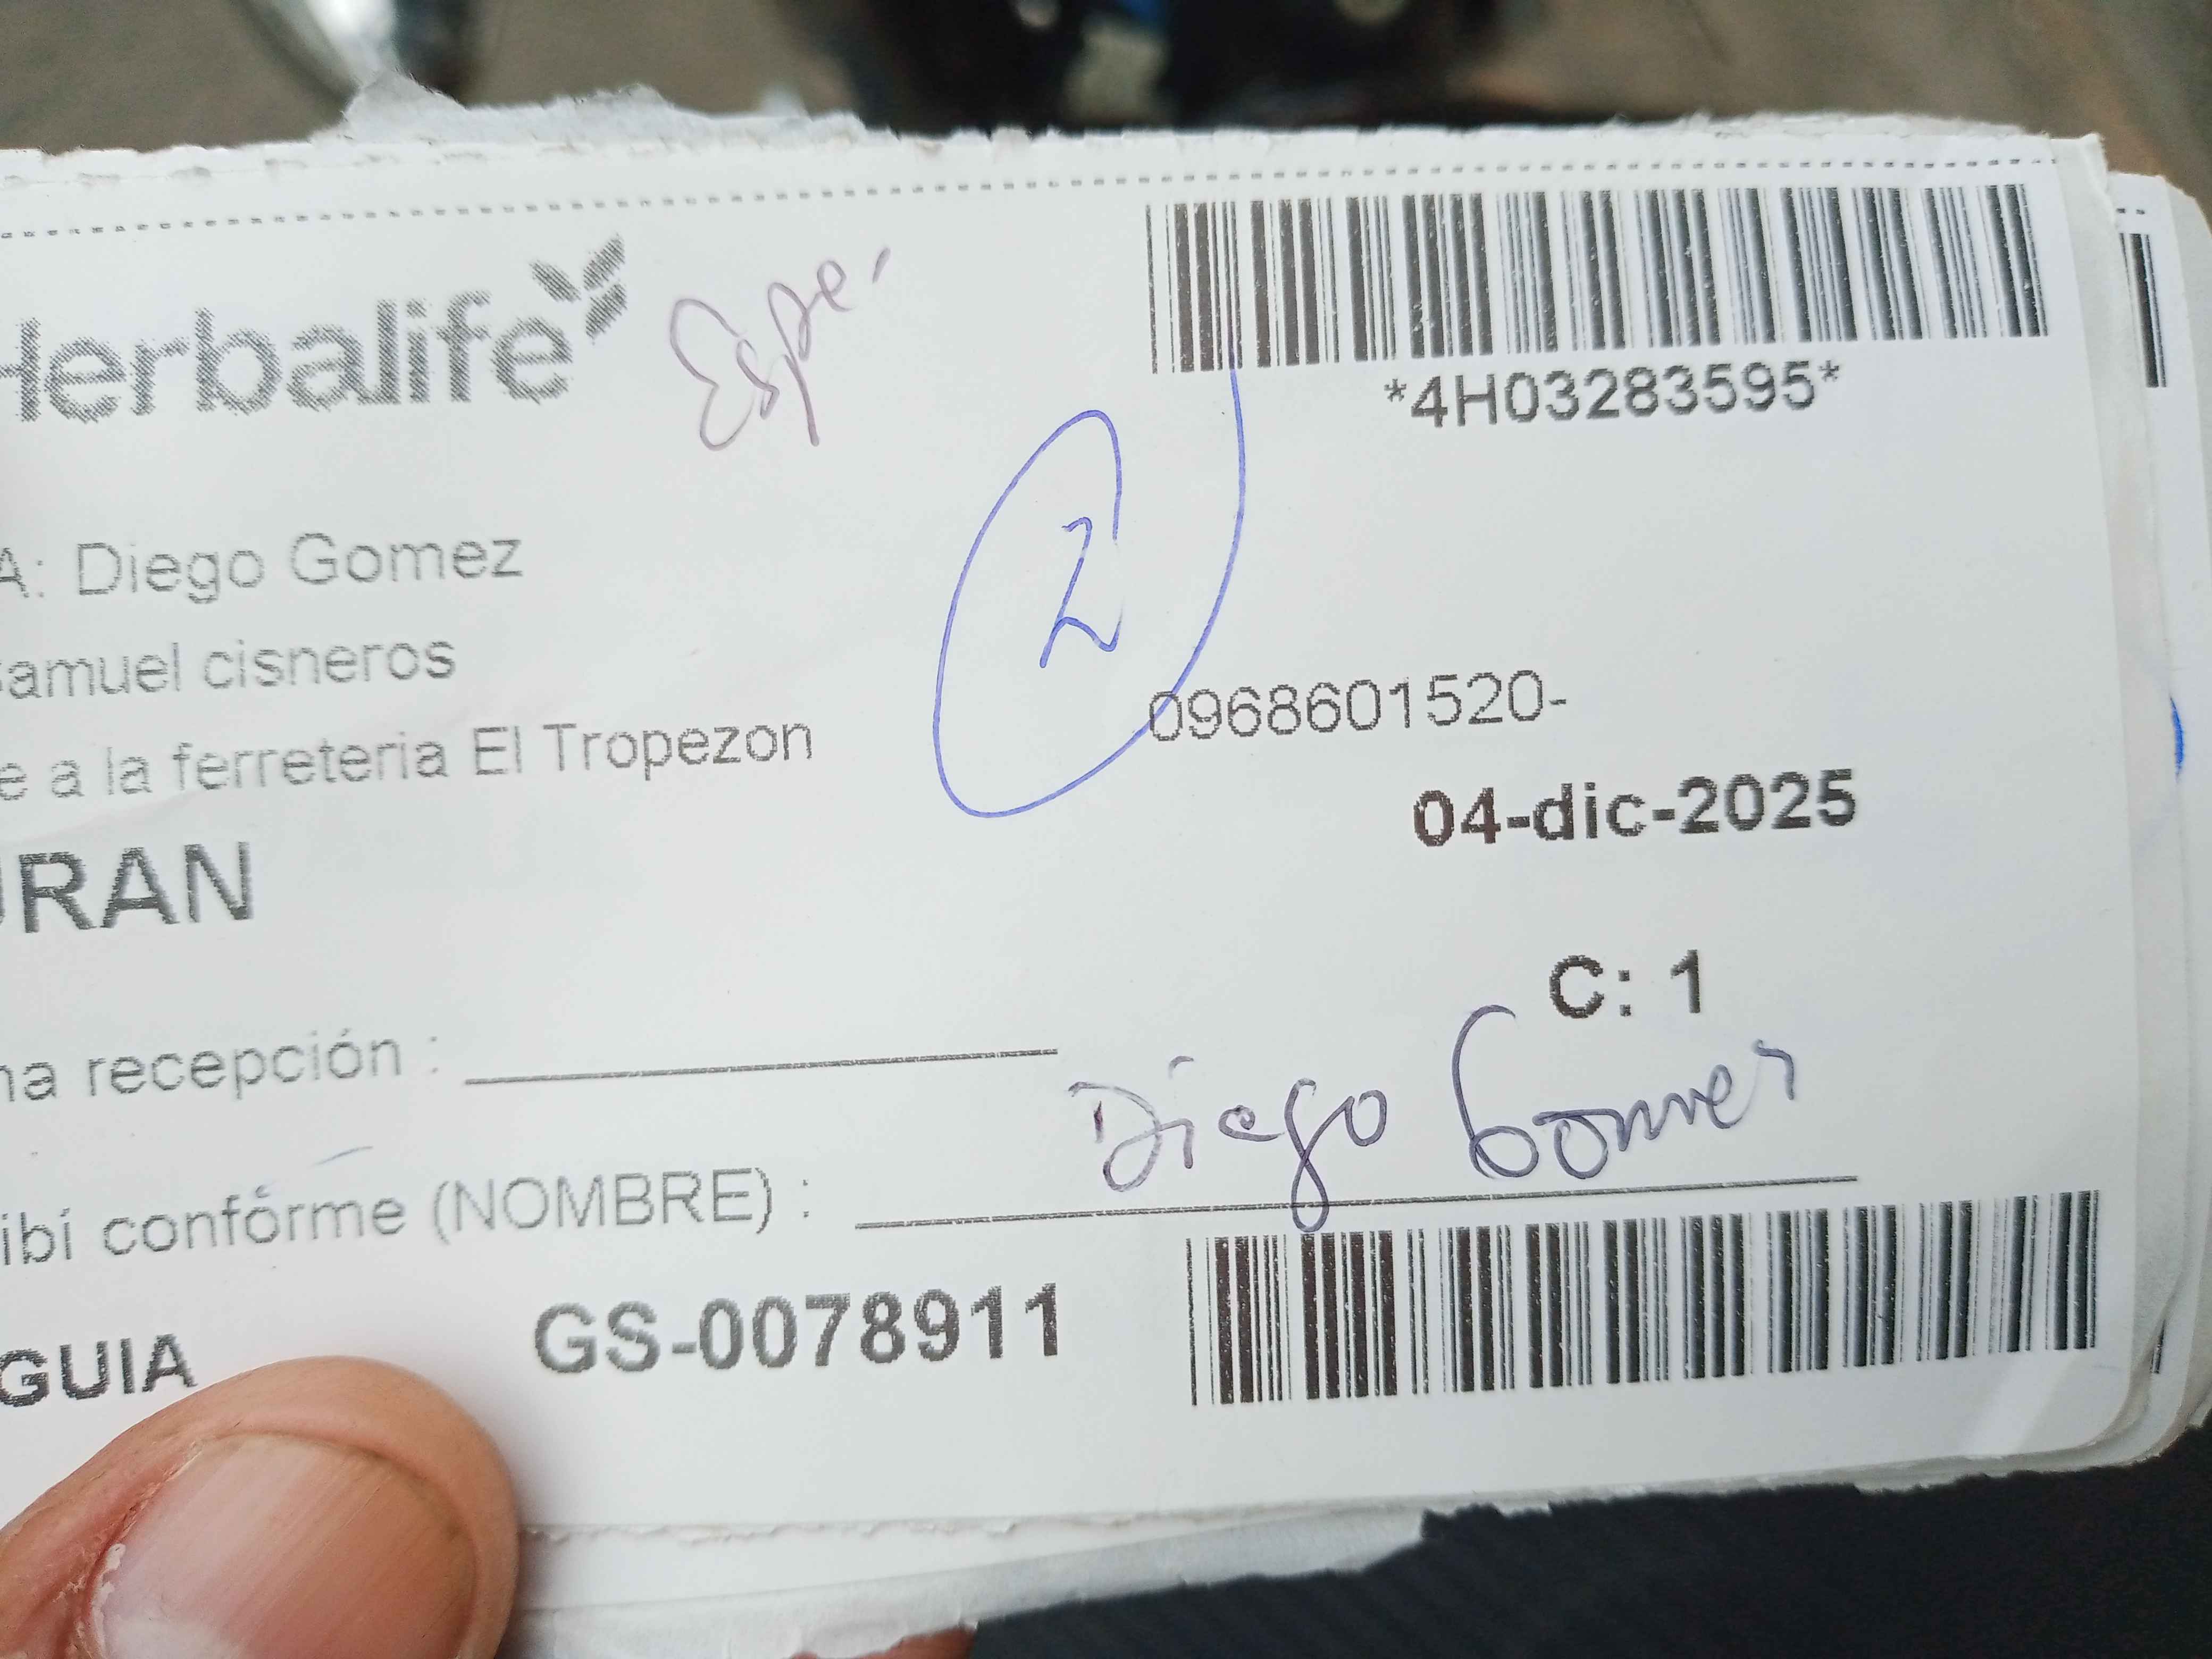 Herbalife Espe.
*4H03283595*
A: Diego Gomez
2
amuel cisneros
0968601520-
e a la ferreteria El Tropezon
04-dic-2025
URAN
C: 1
na recepción :
Diego Gomez
ibí confórme (NOMBRE) :
GUIA GS-0078911